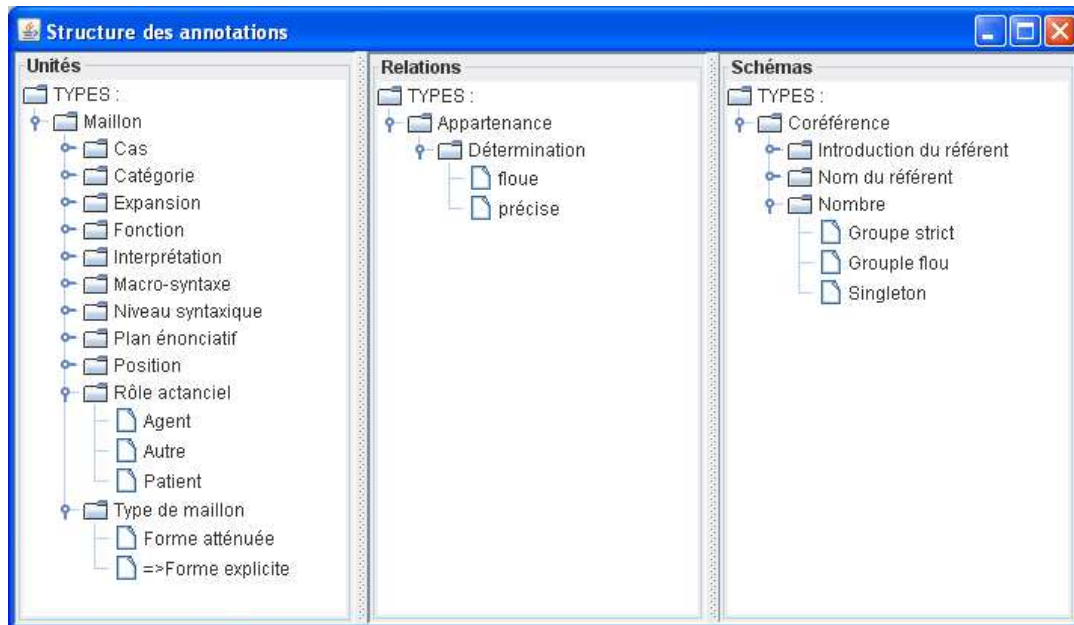 Structure des annotations
Unités
TYPES :
Maillon
Cas
Catégorie
Expansion
Fonction
Interprétation
Macro-syntaxe
Niveau syntaxique
Plan énonciatif
Position
Rôle actanciel
Agent
Autre
Patient
Type de maillon
Forme atténuée
=>Forme explicite
Relations
TYPES :
Appartenance
Détermination
floue
précise
Schémas
TYPES :
Coréférence
Introduction du référent
Nom du référent
Nombre
Groupe strict
Grouple flou
Singleton